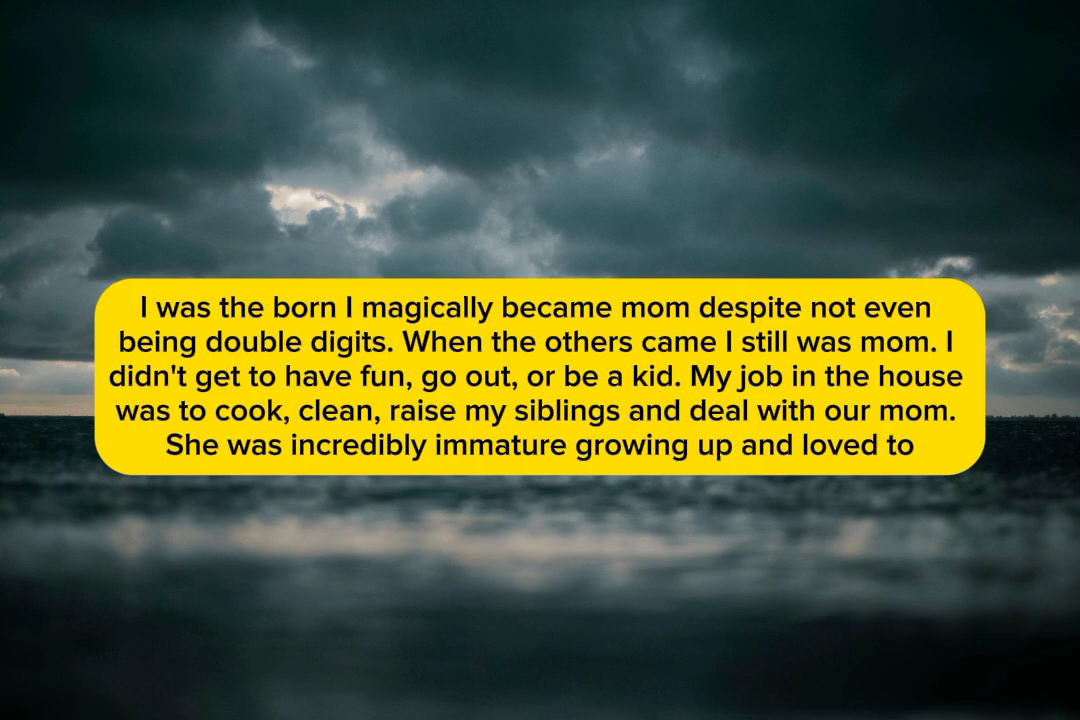 I was the born I magically became mom despite not even
being double digits. When the others came I still was mom. I
didn't get to have fun, go out, or be a kid. My job in the house
was to cook, clean, raise my siblings and deal with our mom.
She was incredibly immature growing up and loved to